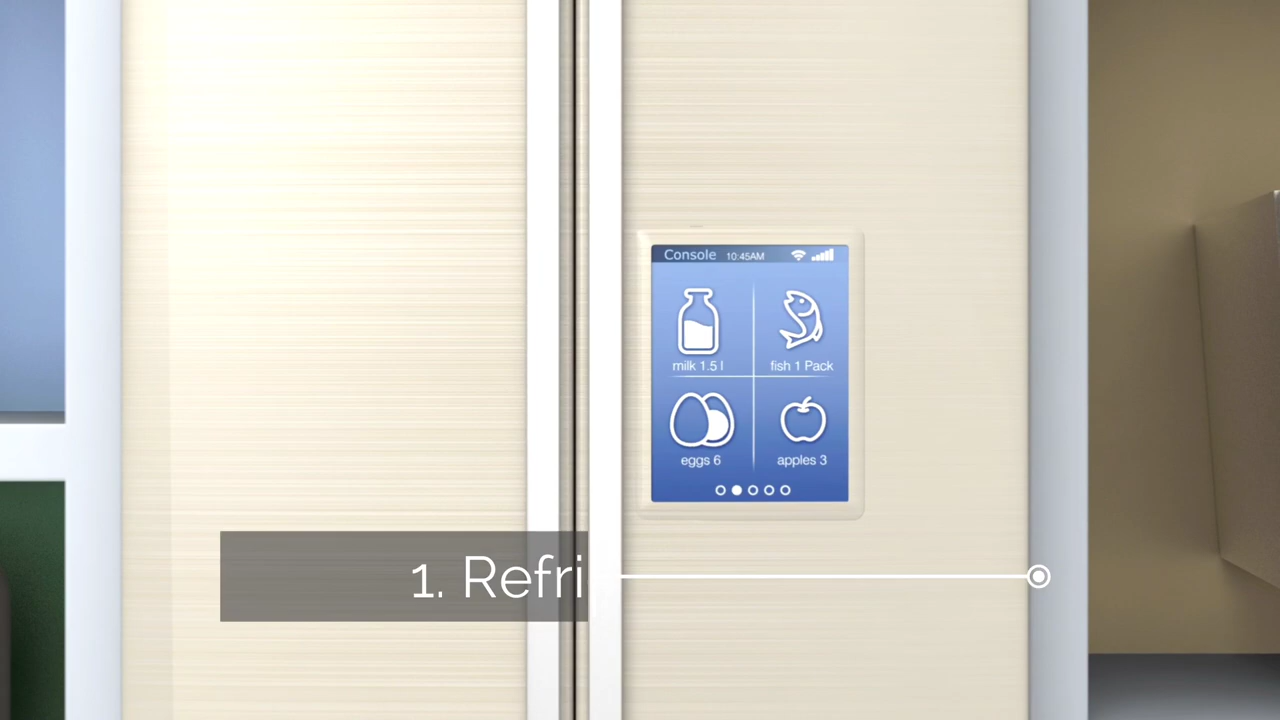 Console 10:45AM
milk 1.5 l
fish 1 Pack
eggs 6
apples 3
1. Refri